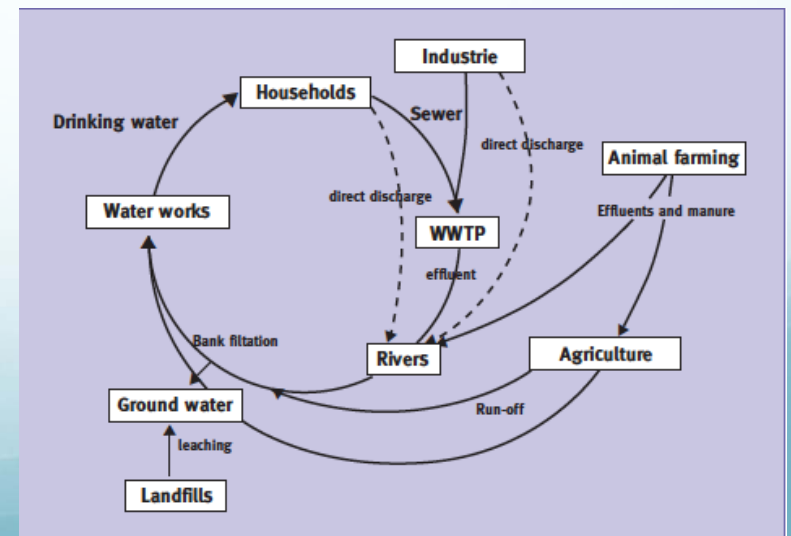 Industrie
Households
Sewer
Drinking water
direct discharge
Animal farming
direct discharge
Water works
Effluents and manure
WWTP
effluent
Bank filtation
Rivers
Agriculture
Ground water
Run-off
leaching
Landfills